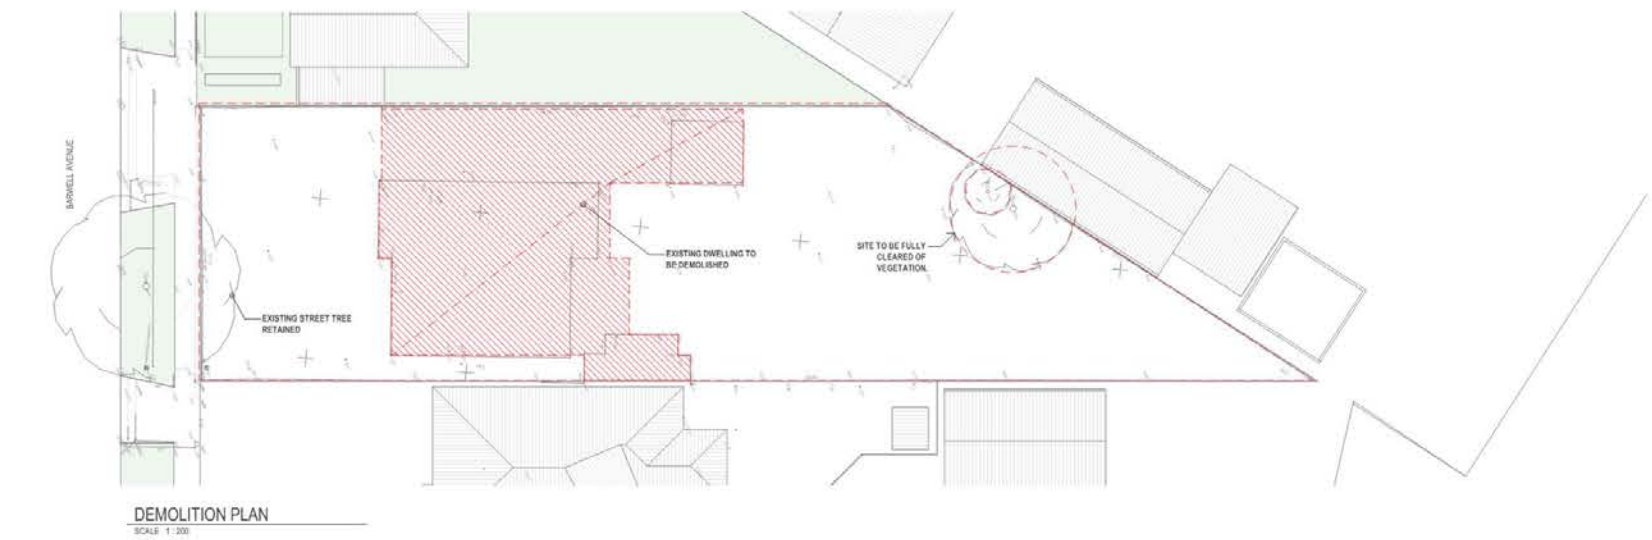 BARWELL AVENUE
SITE TO BE FULLY
CLEARED OF
VEGETATION.
EXISTING DWELLING TO
BE DEMOLISHED
EXISTING STREET TREE
RETAINED
DEMOLITION PLAN
SCALE 1 : 200